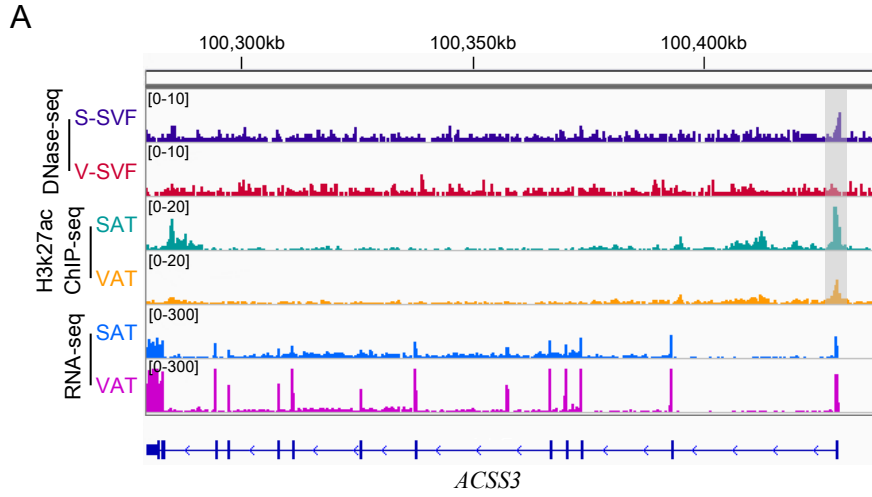 A
100,300kb 100,350kb 100,400kb
DNase-seq
S-SVF
[0-10]
V-SVF
[0-10]
H3k27ac
ChIP-seq
SAT
[0-20]
VAT
[0-20]
RNA-seq
SAT
[0-300]
VAT
[0-300]
ACSS3